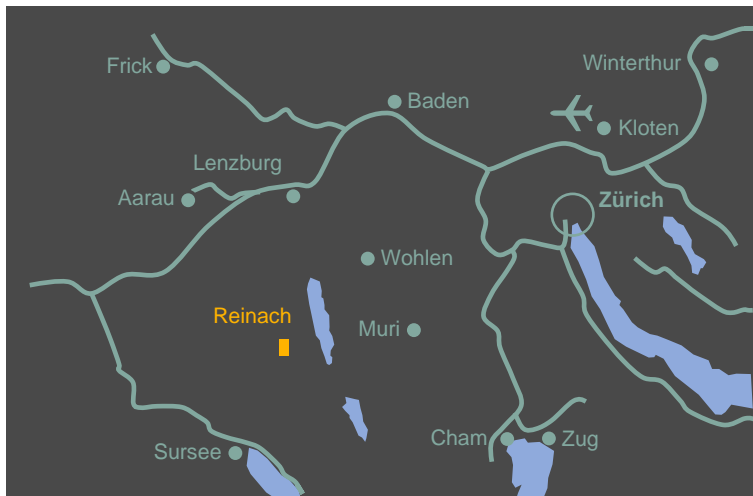 Frick
Winterthur
Baden
Kloten
Lenzburg
Aarau
Zürich
Wohlen
Reinach
Muri
Cham
Zug
Sursee